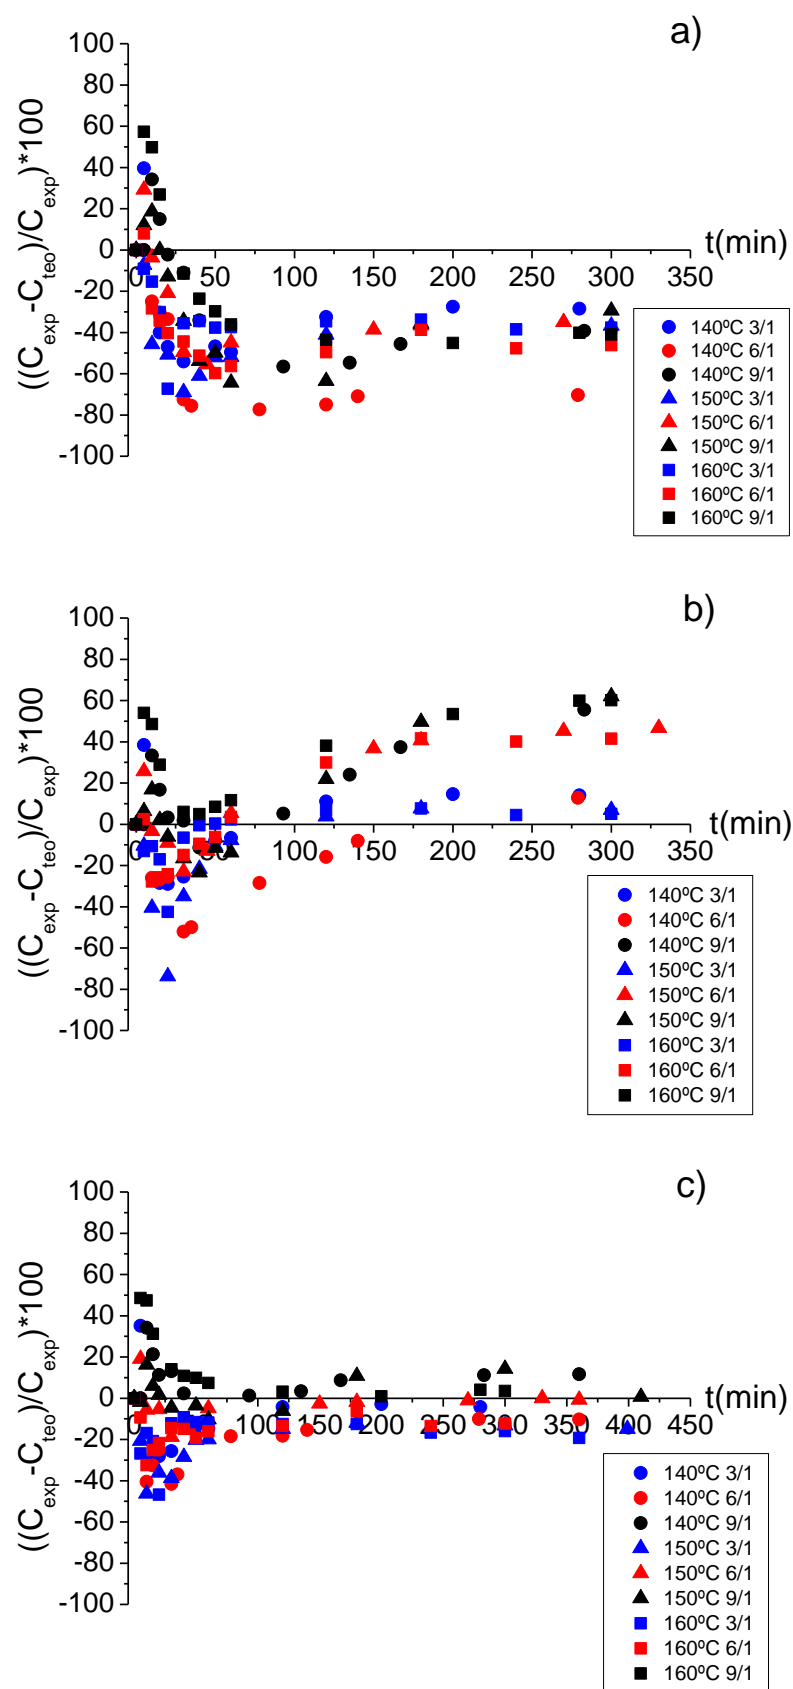 a)
100
80
60
40
20
0
-20
-40
-60
-80
-100
((C_exp-C_teo)/C_exp)*100
0 50 100 150 200 250 300 350
t(min)
140ºC 3/1
140ºC 6/1
140ºC 9/1
150ºC 3/1
150ºC 6/1
150ºC 9/1
160ºC 3/1
160ºC 6/1
160ºC 9/1
b)
100
80
60
40
20
0
-20
-40
-60
-80
-100
((C_exp-C_teo)/C_exp)*100
0 50 100 150 200 250 300 350
t(min)
140ºC 3/1
140ºC 6/1
140ºC 9/1
150ºC 3/1
150ºC 6/1
150ºC 9/1
160ºC 3/1
160ºC 6/1
160ºC 9/1
c)
100
80
60
40
20
0
-20
-40
-60
-80
-100
((C_exp-C_teo)/C_exp)*100
0 50 100 150 200 250 300 350 400 450
t(min)
140ºC 3/1
140ºC 6/1
140ºC 9/1
150ºC 3/1
150ºC 6/1
150ºC 9/1
160ºC 3/1
160ºC 6/1
160ºC 9/1